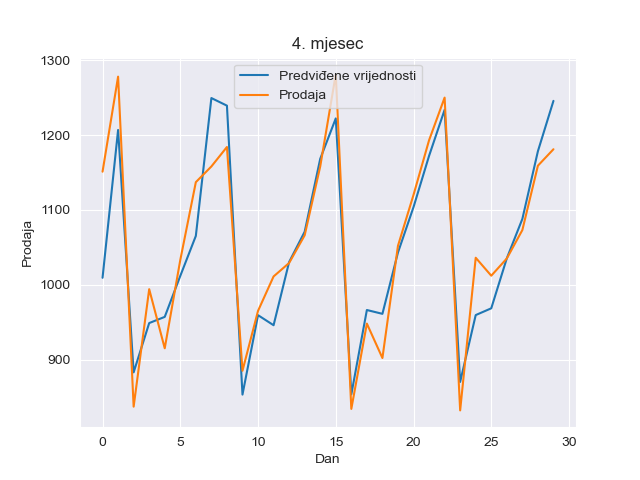 4. mjesec
Predviđene vrijednosti
Prodaja
1300
1200
1100
1000
900
Prodaja
0 5 10 15 20 25 30
Dan